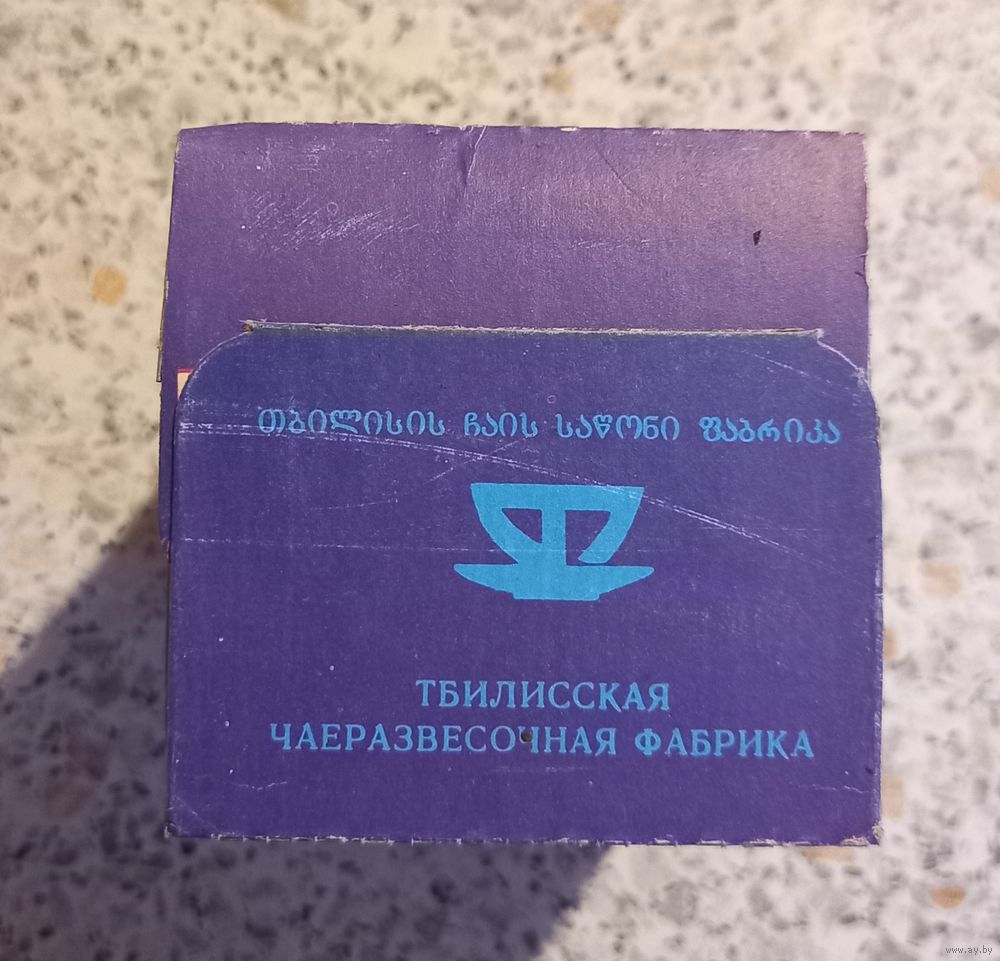 თბილისის ჩაის საწონი ფაბრიკა
ТБИЛИССКАЯ
ЧАЕРАЗВЕСОЧНАЯ ФАБРИКА
www.ay.by